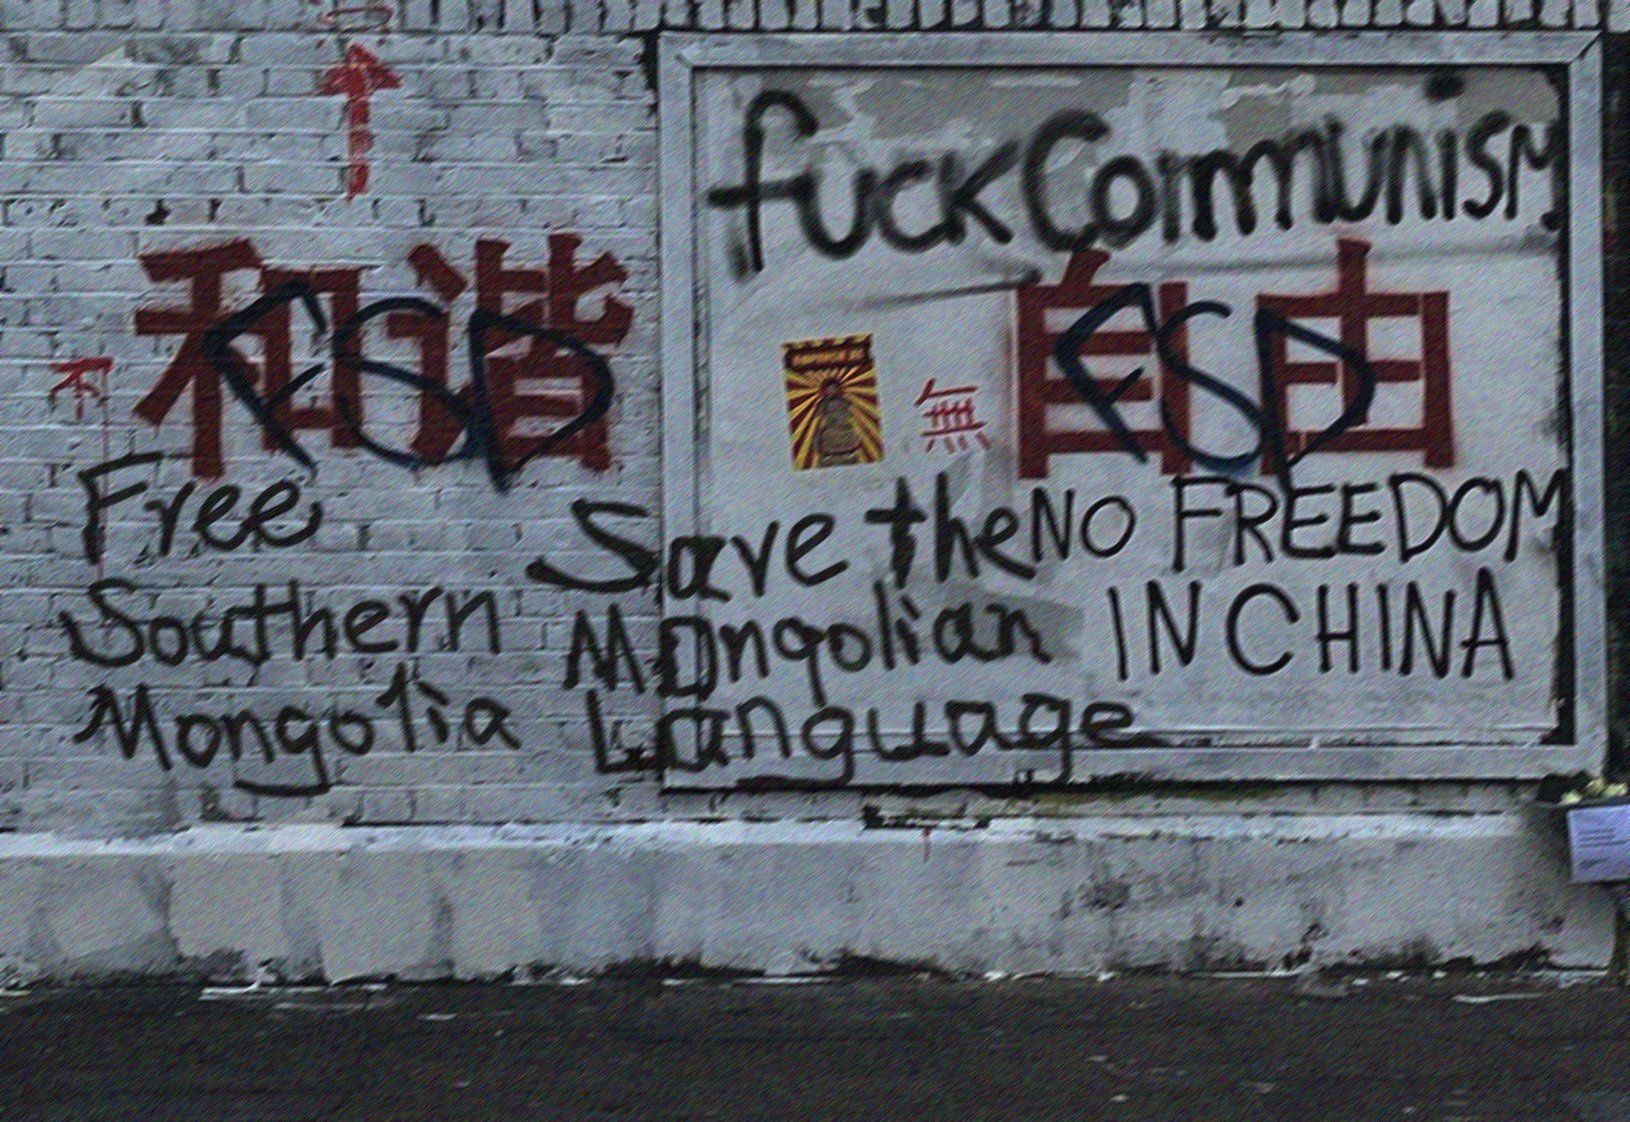 fuck Communism
不
和谐
FSD
無
自由
FSD
Free
Southern
Mongolia
Save the
Mongolian
Language
NO FREEDOM
IN CHINA